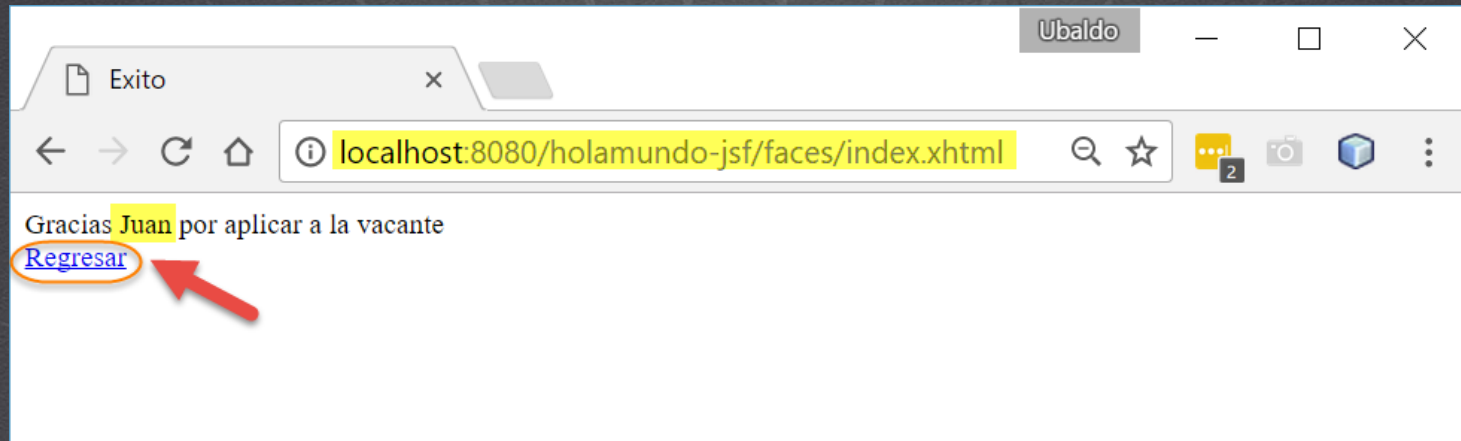 Ubaldo
Exito
localhost:8080/holamundo-jsf/faces/index.xhtml
2
Gracias Juan por aplicar a la vacante
Regresar